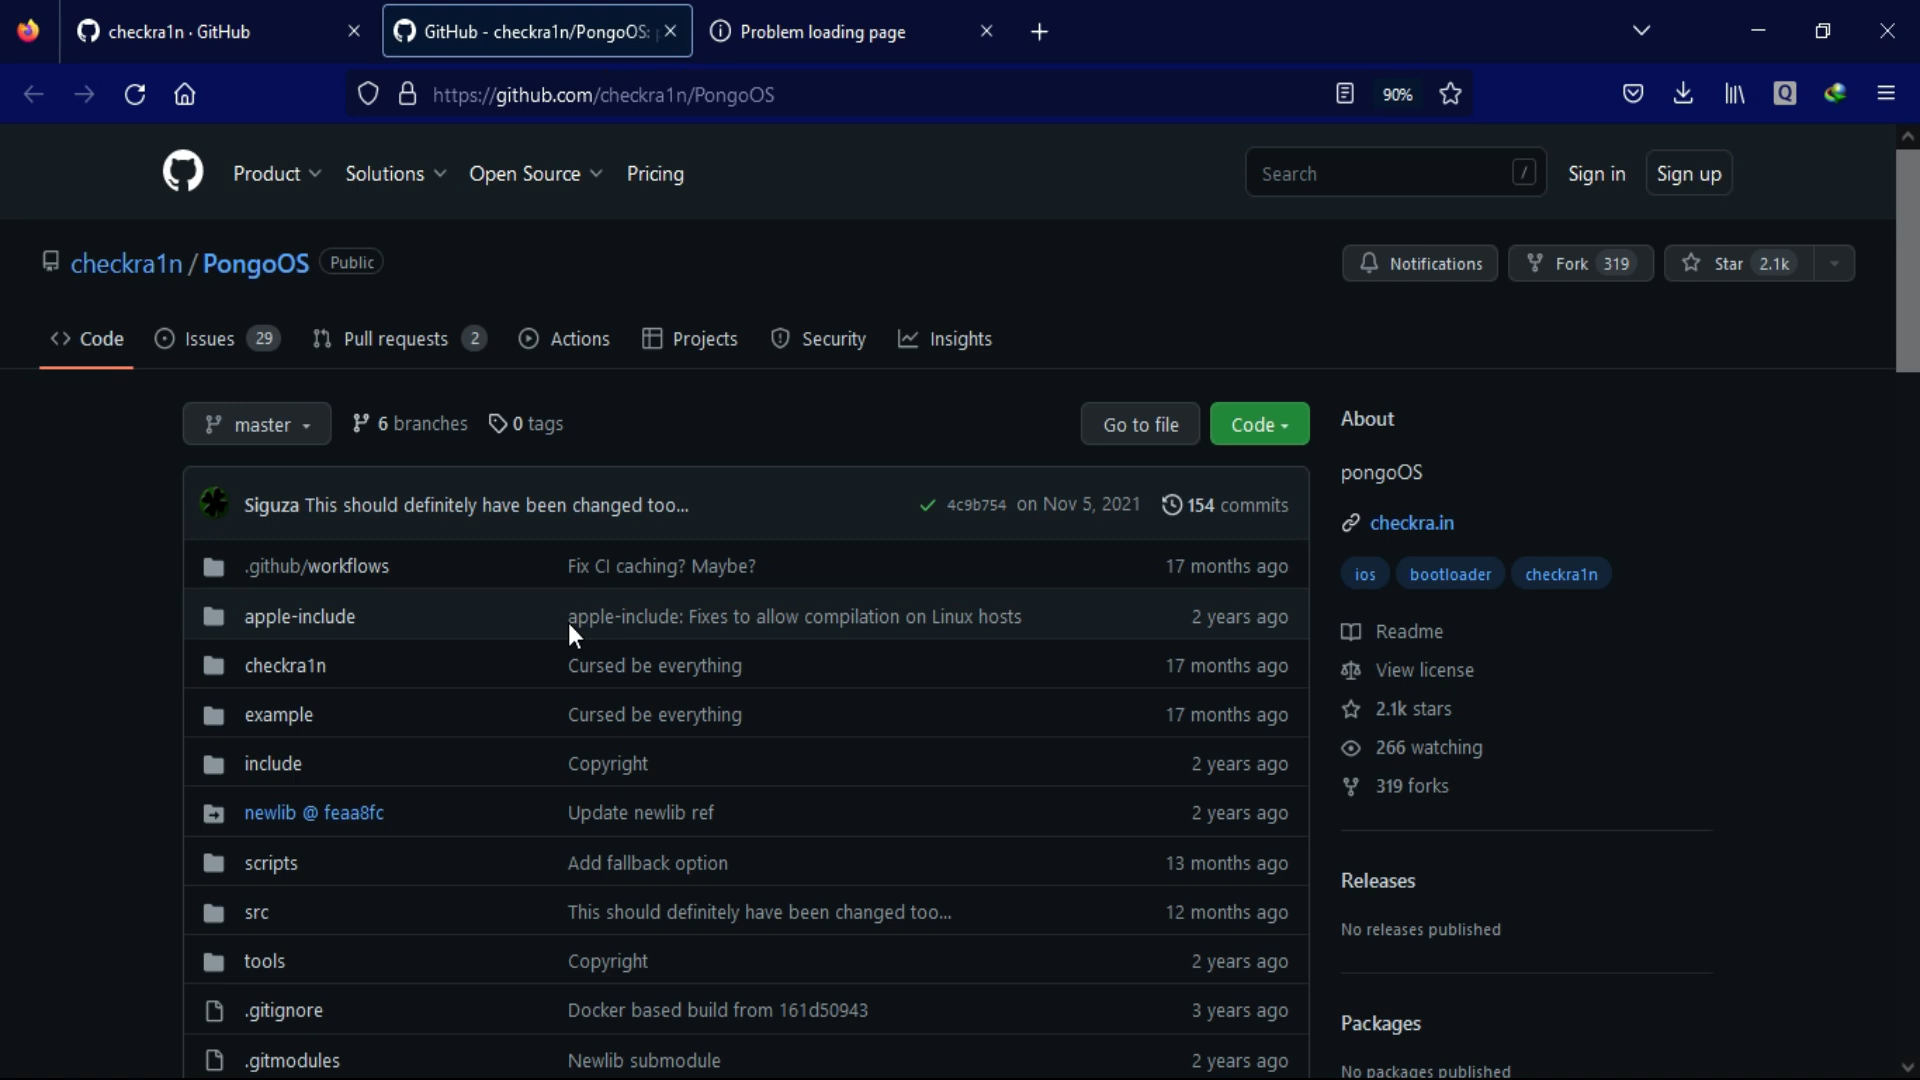 checkra1n · GitHub
GitHub - checkra1n/PongoOS:
Problem loading page
https://github.com/checkra1n/PongoOS
90%
Product Solutions Open Source Pricing
Search /
Sign in
Sign up
checkra1n / PongoOS Public
Notifications
Fork 319
Star 2.1k
Code Issues 29 Pull requests 2 Actions Projects Security Insights
master
6 branches
0 tags
Go to file
Code
Siguza This should definitely have been changed too... 4c9b754 on Nov 5, 2021 154 commits
.github/workflows Fix CI caching? Maybe? 17 months ago
apple-include apple-include: Fixes to allow compilation on Linux hosts 2 years ago
checkra1n Cursed be everything 17 months ago
example Cursed be everything 17 months ago
include Copyright 2 years ago
newlib @ feaa8fc Update newlib ref 2 years ago
scripts Add fallback option 13 months ago
src This should definitely have been changed too... 12 months ago
tools Copyright 2 years ago
.gitignore Docker based build from 161d50943 3 years ago
.gitmodules Newlib submodule 2 years ago
About
pongoOS
checkra.in
ios bootloader checkra1n
Readme
View license
2.1k stars
266 watching
319 forks
Releases
No releases published
Packages
No packages published